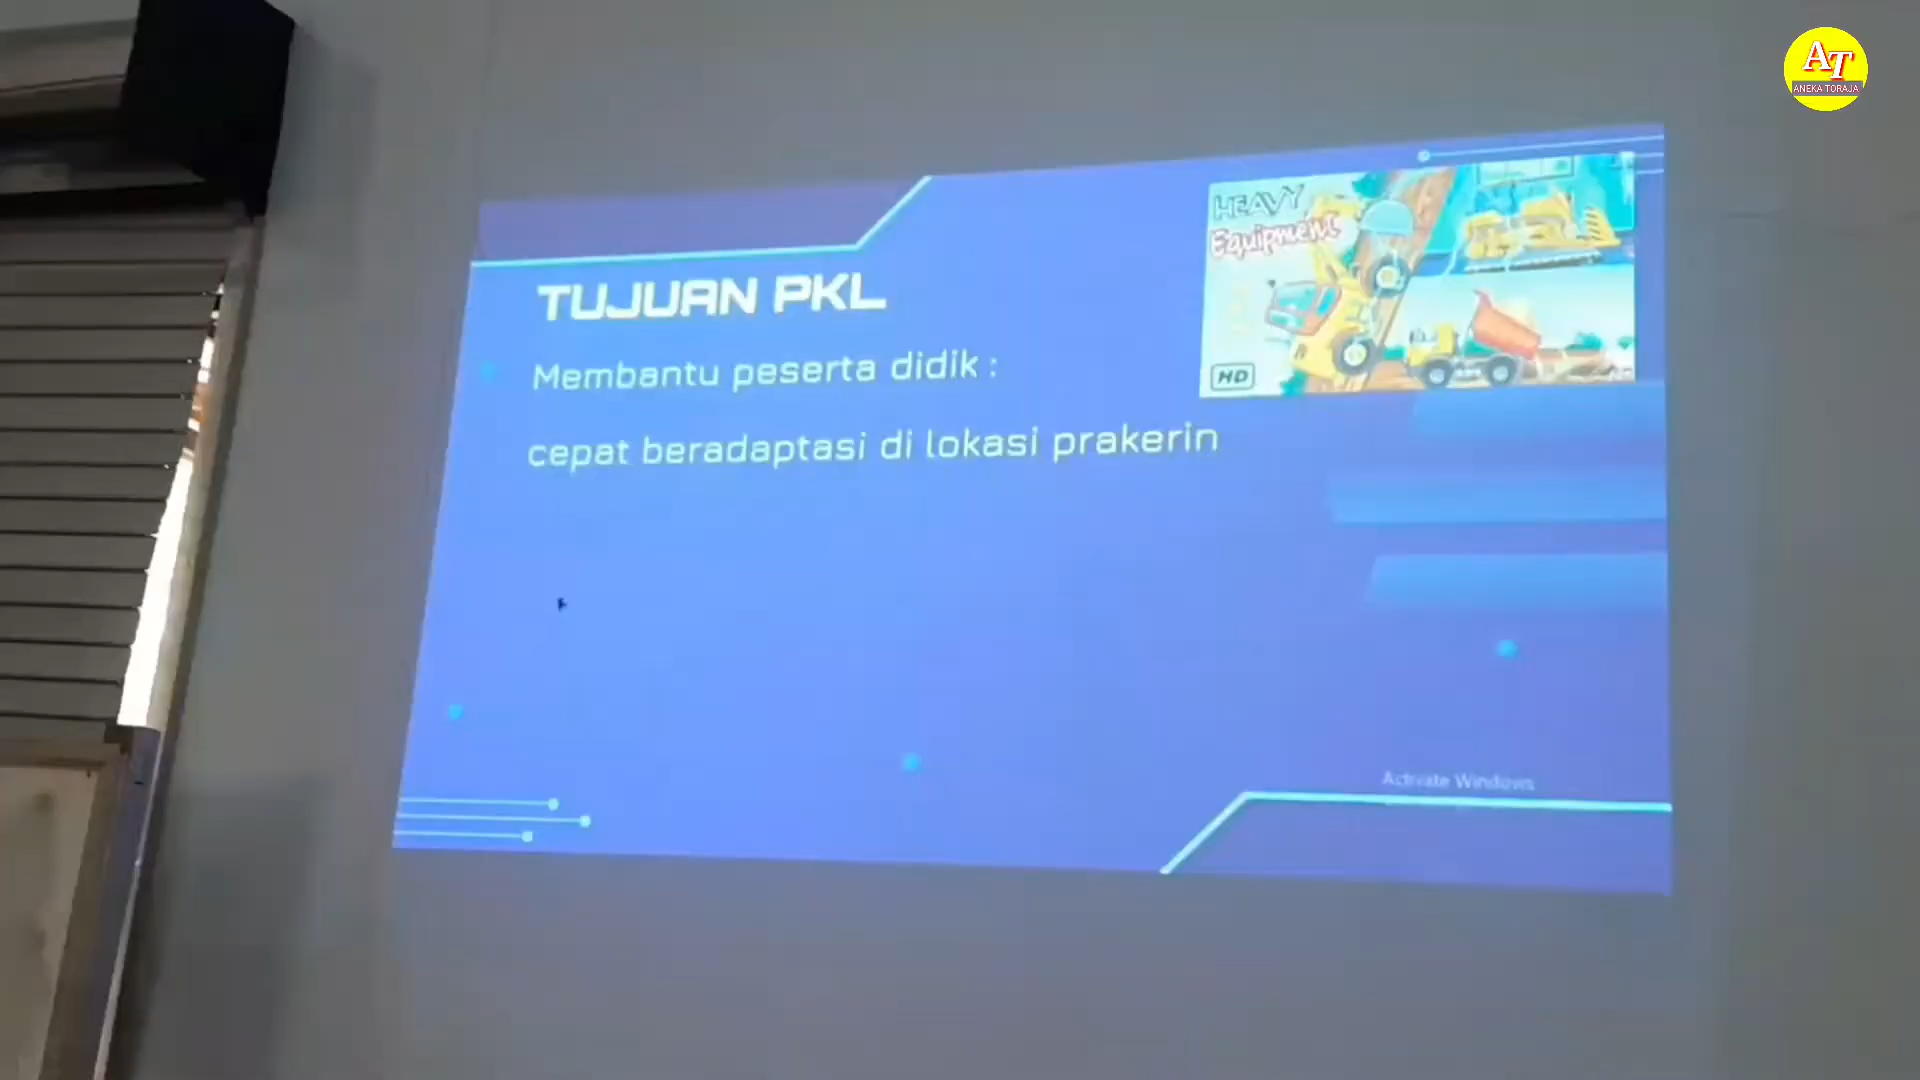 AT
ANEKA TORAJA
HEAVY
Equipment
HD
TUJUAN PKL
Membantu peserta didik :
cepat beradaptasi di lokasi prakerin
Activate Windows